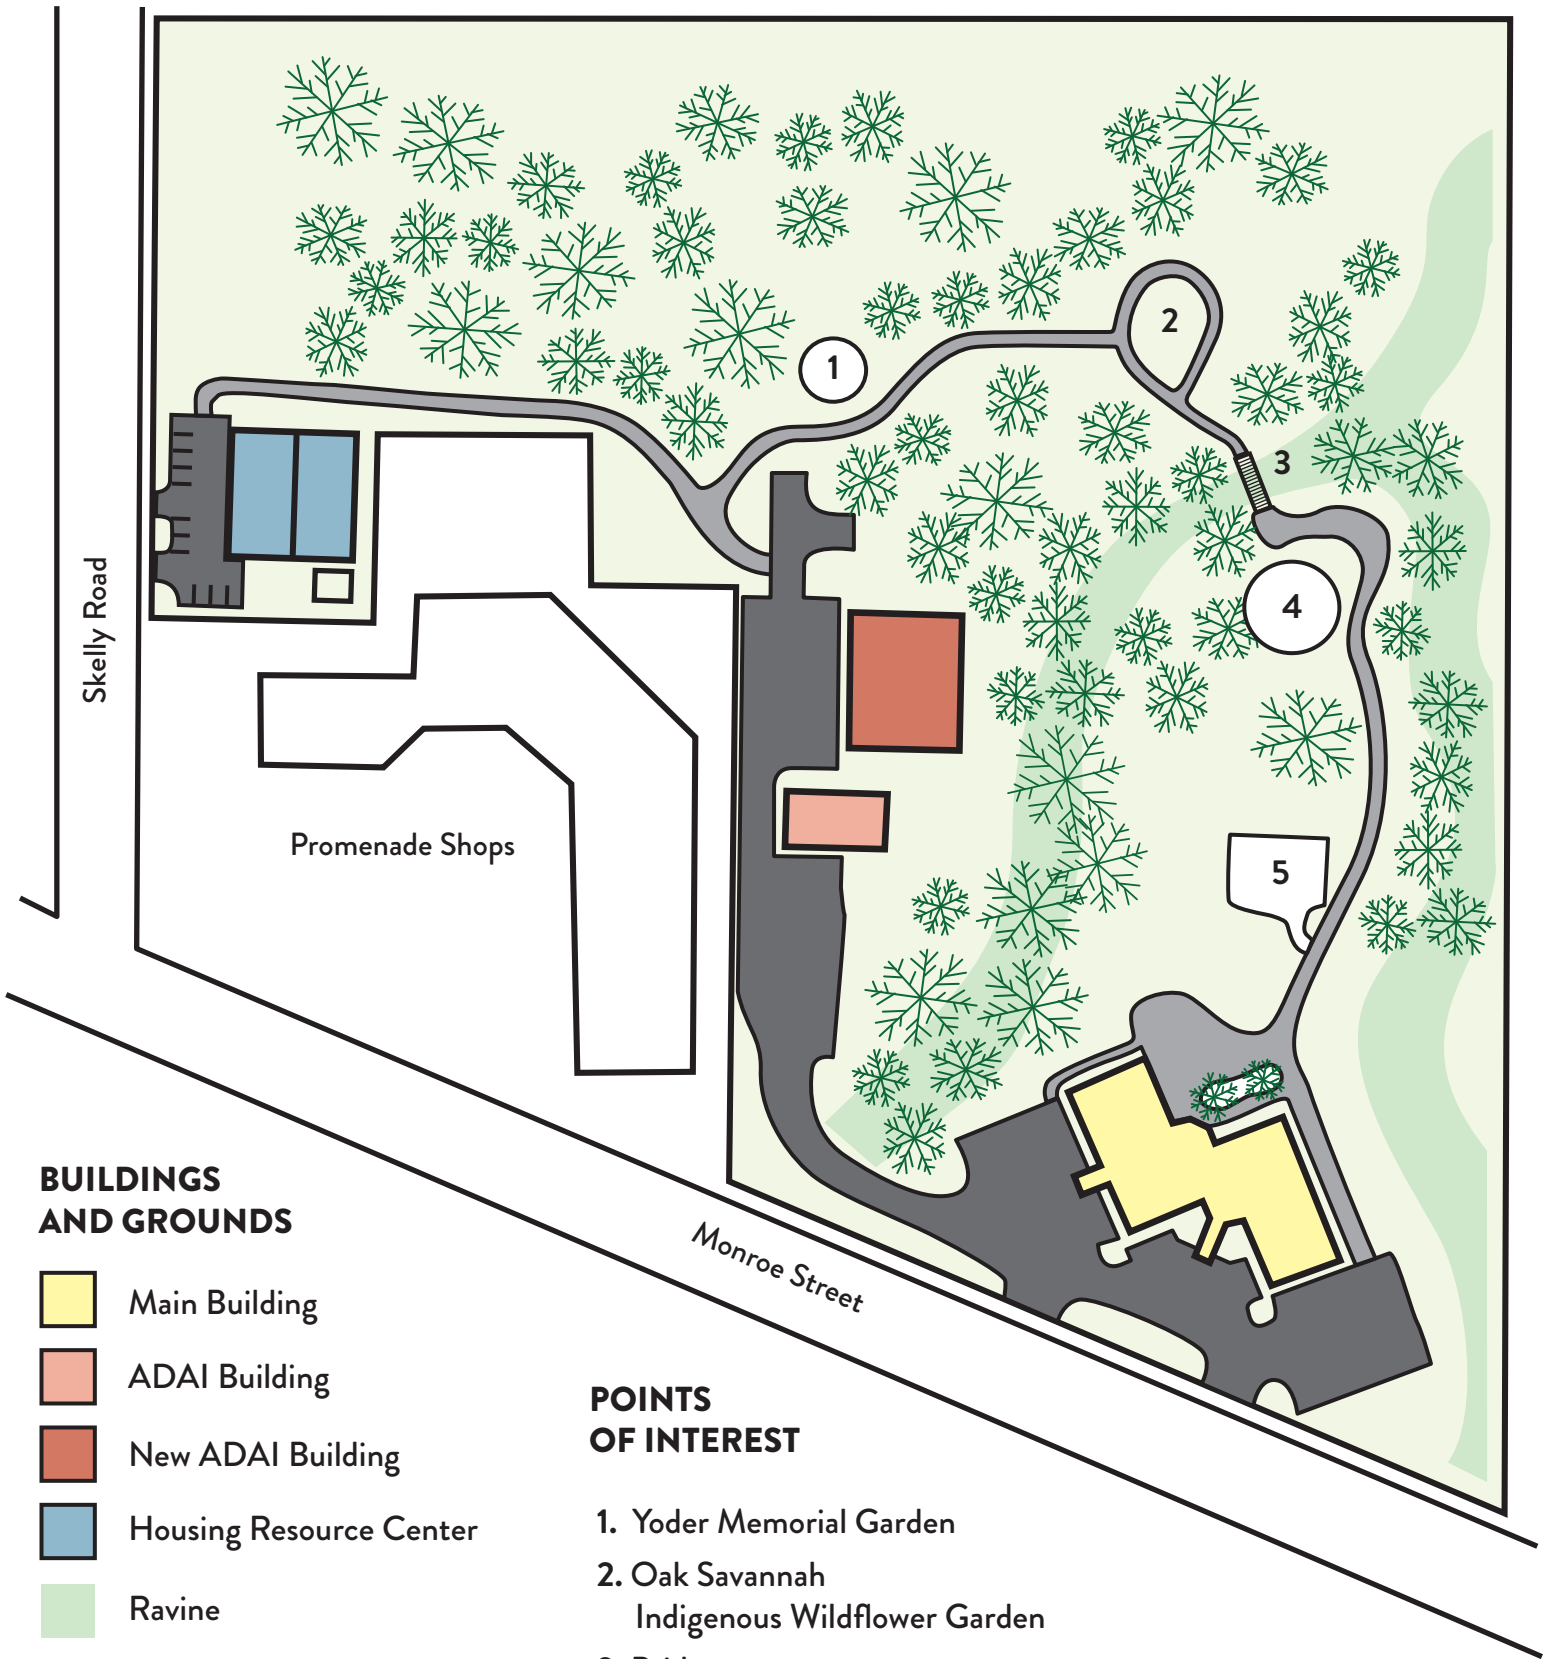 1
2
3
4
5
Skelly Road
Promenade Shops
Monroe Street
BUILDINGS
AND GROUNDS
Main Building
ADAI Building
New ADAI Building
Housing Resource Center
Ravine
POINTS
OF INTEREST
1. Yoder Memorial Garden
2. Oak Savannah
Indigenous Wildflower Garden